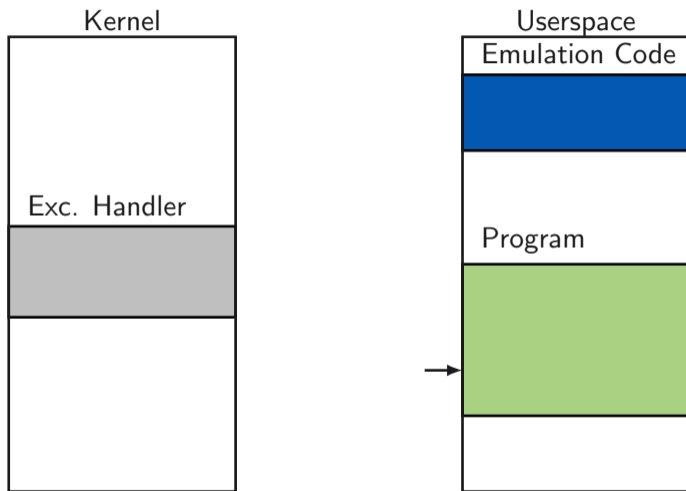 Kernel
Userspace
Emulation Code
Exc. Handler
Program